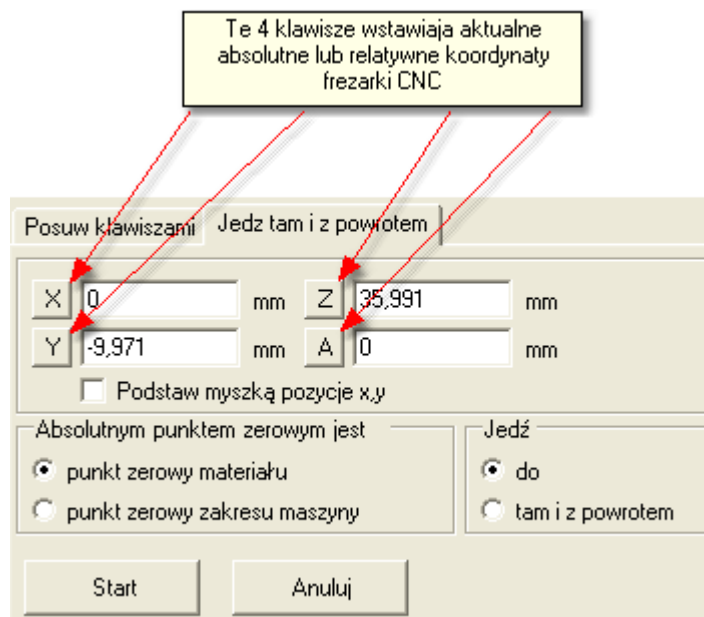 Te 4 klawisze wstawiaja aktualne
absolutne lub relatywne koordynaty
frezarki CNC
Posuw klawiszami Jedz tam i z powrotem
X 0 mm Z 35,991 mm
Y -9,971 mm A 0 mm
Podstaw myszką pozycje x,y
Absolutnym punktem zerowym jest Jedź
punkt zerowy materiału do
punkt zerowy zakresu maszyny tam i z powrotem
Start Anuluj